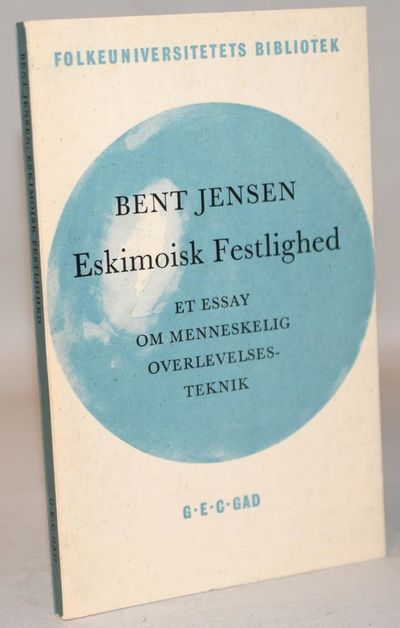 FOLKEUNIVERSITETETS BIBLIOTEK
BENT JENSEN
Eskimoisk Festlighed
ET ESSAY
OM MENNESKELIG
OVERLEVELSES-
TEKNIK
G·E·C·GAD
BENT JENSEN: ESKIMOISK FESTLIGHED
G·E·C·GAD